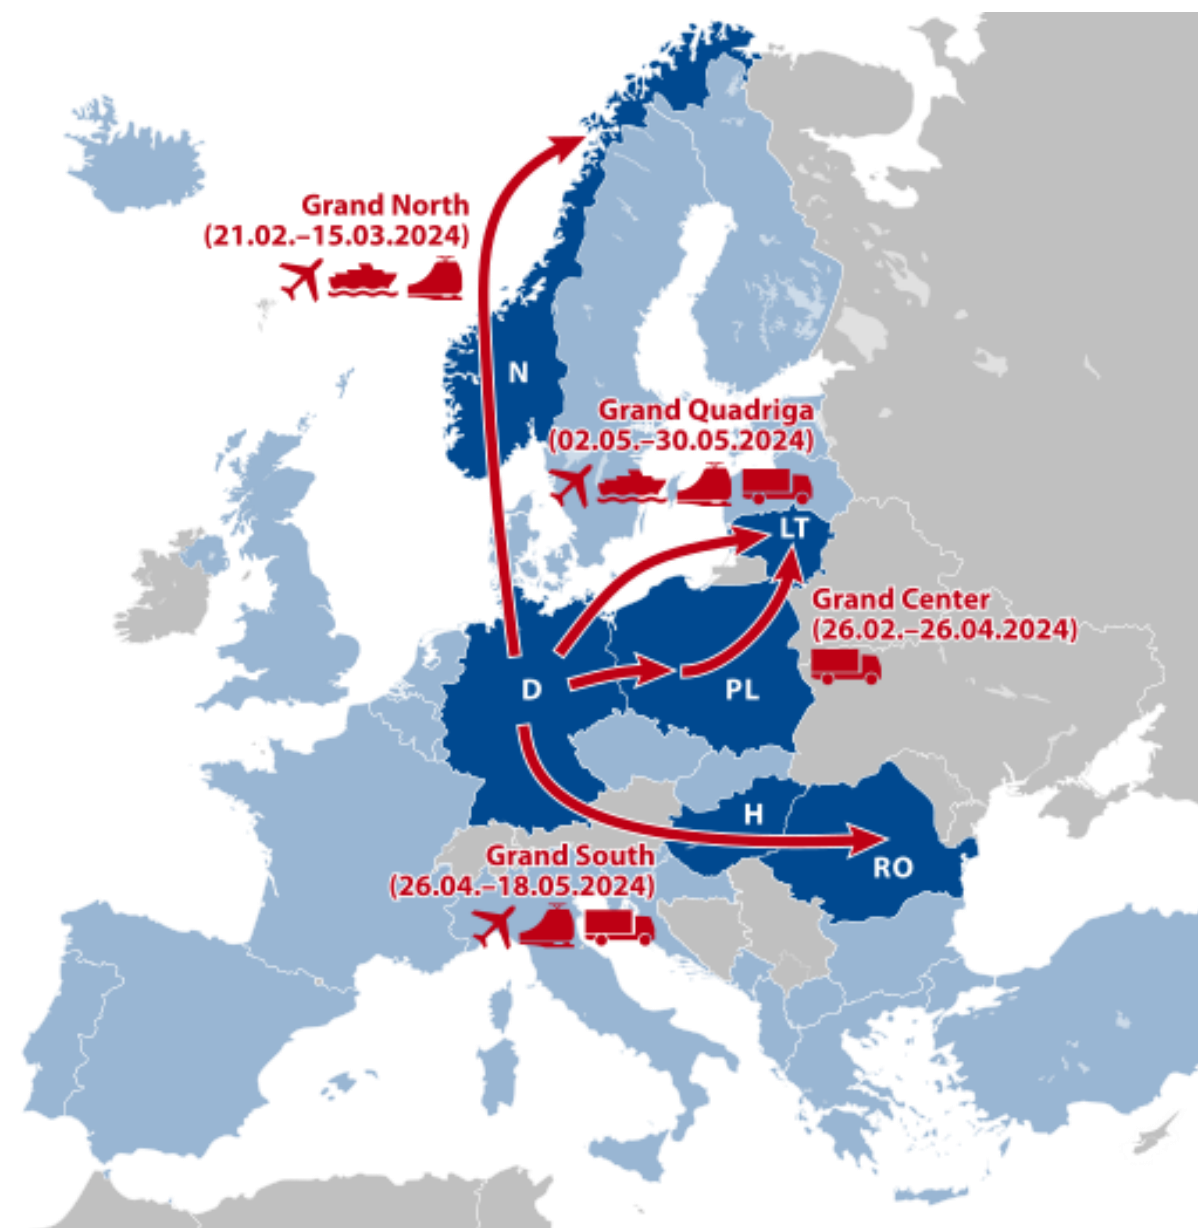 Grand North
(21.02.–15.03.2024)
N
Grand Quadriga
(02.05.–30.05.2024)
LT
Grand Center
(26.02.–26.04.2024)
D
PL
H
Grand South
(26.04.–18.05.2024)
RO